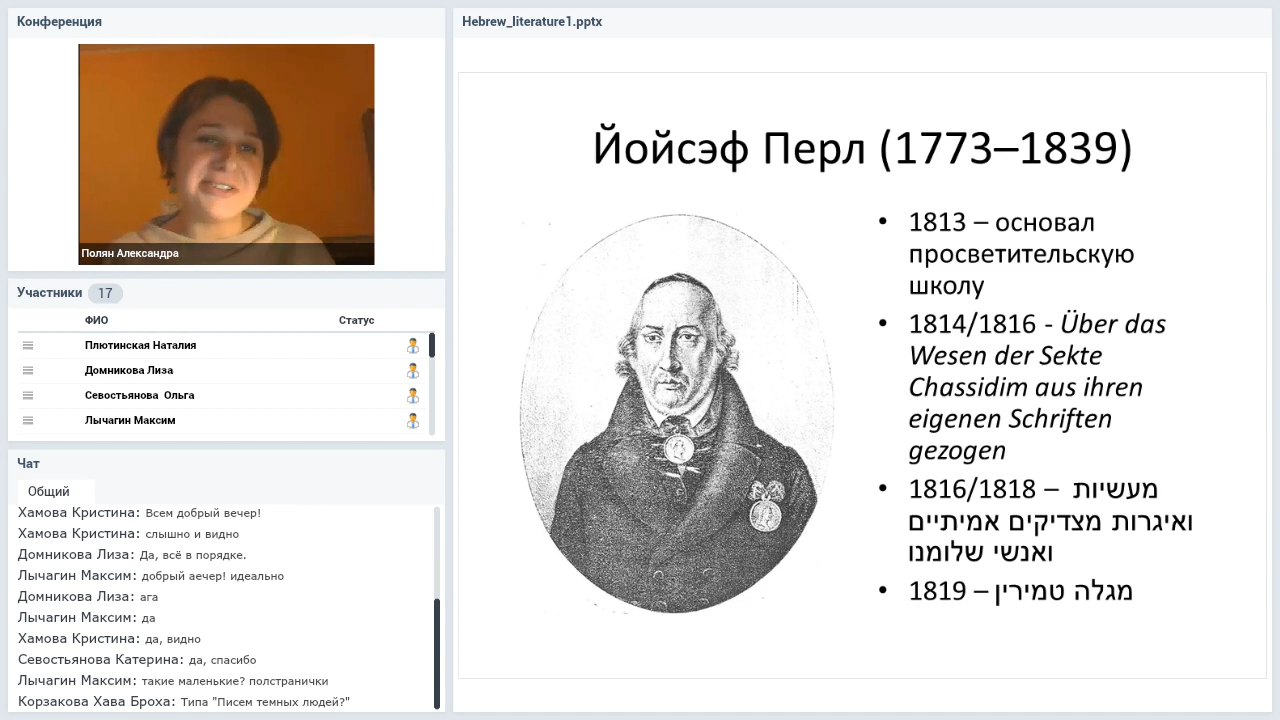 Конференция
Полян Александра
Участники 17
ФИО Статус
Плютинская Наталия
Домникова Лиза
Севостьянова Ольга
Лычагин Максим
Чат
Общий
Хамова Кристина: Всем добрый вечер!
Хамова Кристина: слышно и видно
Домникова Лиза: Да, всё в порядке.
Лычагин Максим: добрый аечер! идеально
Домникова Лиза: ага
Лычагин Максим: да
Хамова Кристина: да, видно
Севостьянова Катерина: да, спасибо
Лычагин Максим: такие маленькие? полстранички
Корзакова Хава Броха: Типа "Писем темных людей?"
Hebrew_literature1.pptx
Йойсэф Перл (1773–1839)
• 1813 – основал
просветительскую
школу
• 1814/1816 - Über das
Wesen der Sekte
Chassidim aus ihren
eigenen Schriften
gezogen
• 1816/1818 – מעשיות
ואיגרות מצדיקים אמיתיים
ואנשי שלומנו
• 1819 – מגלה טמירין